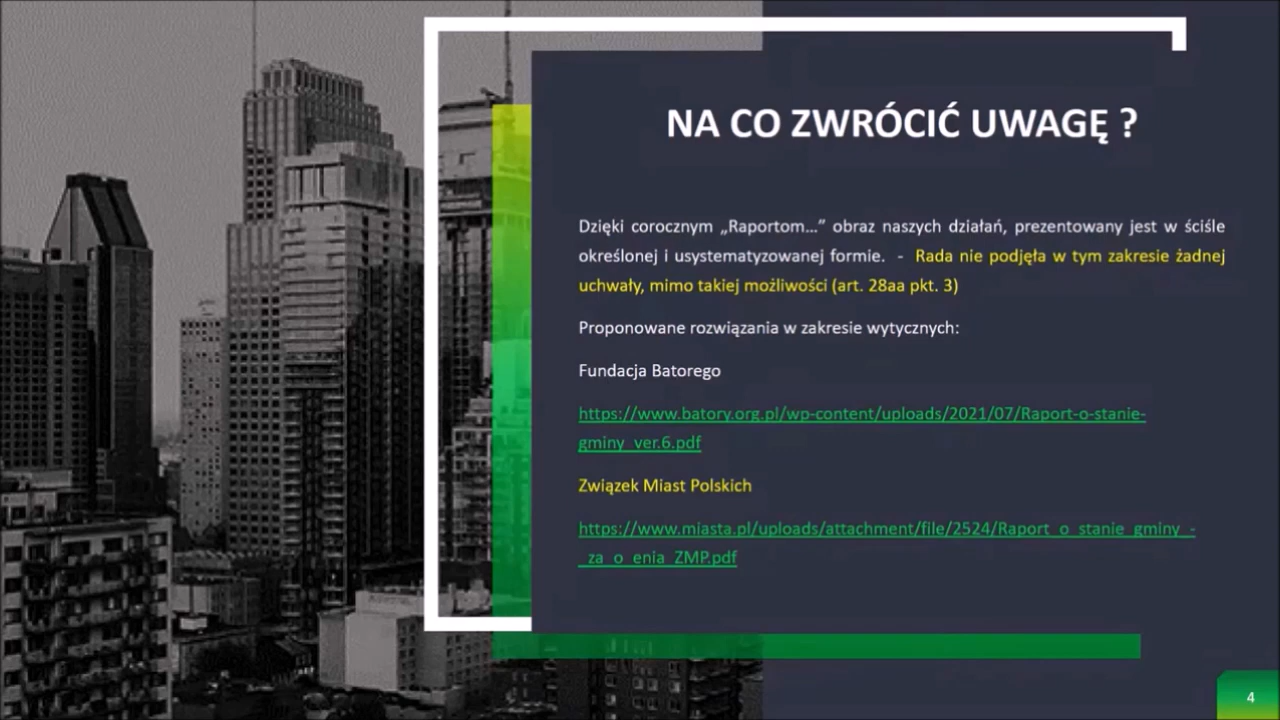 NA CO ZWRÓCIĆ UWAGĘ ?
Dzięki corocznym „Raportom…” obraz naszych działań, prezentowany jest w ściśle
określonej i usystematyzowanej formie. - Rada nie podjęła w tym zakresie żadnej
uchwały, mimo takiej możliwości (art. 28aa pkt. 3)
Proponowane rozwiązania w zakresie wytycznych:
Fundacja Batorego
https://www.batory.org.pl/wp-content/uploads/2021/07/Raport-o-stanie-
gminy_ver.6.pdf
Związek Miast Polskich
https://www.miasta.pl/uploads/attachment/file/2524/Raport_o_stanie_gminy_-
_za_o_enia_ZMP.pdf
4